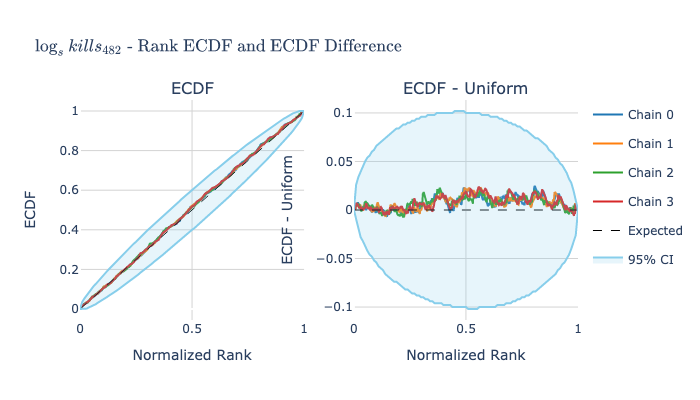 logₛ kills₄₈₂ - Rank ECDF and ECDF Difference
ECDF
ECDF
1
0.8
0.6
0.4
0.2
0
0
0.5
1
Normalized Rank
ECDF - Uniform
ECDF - Uniform
0.1
0.05
0
−0.05
−0.1
0
0.5
1
Normalized Rank
Chain 0
Chain 1
Chain 2
Chain 3
Expected
95% CI